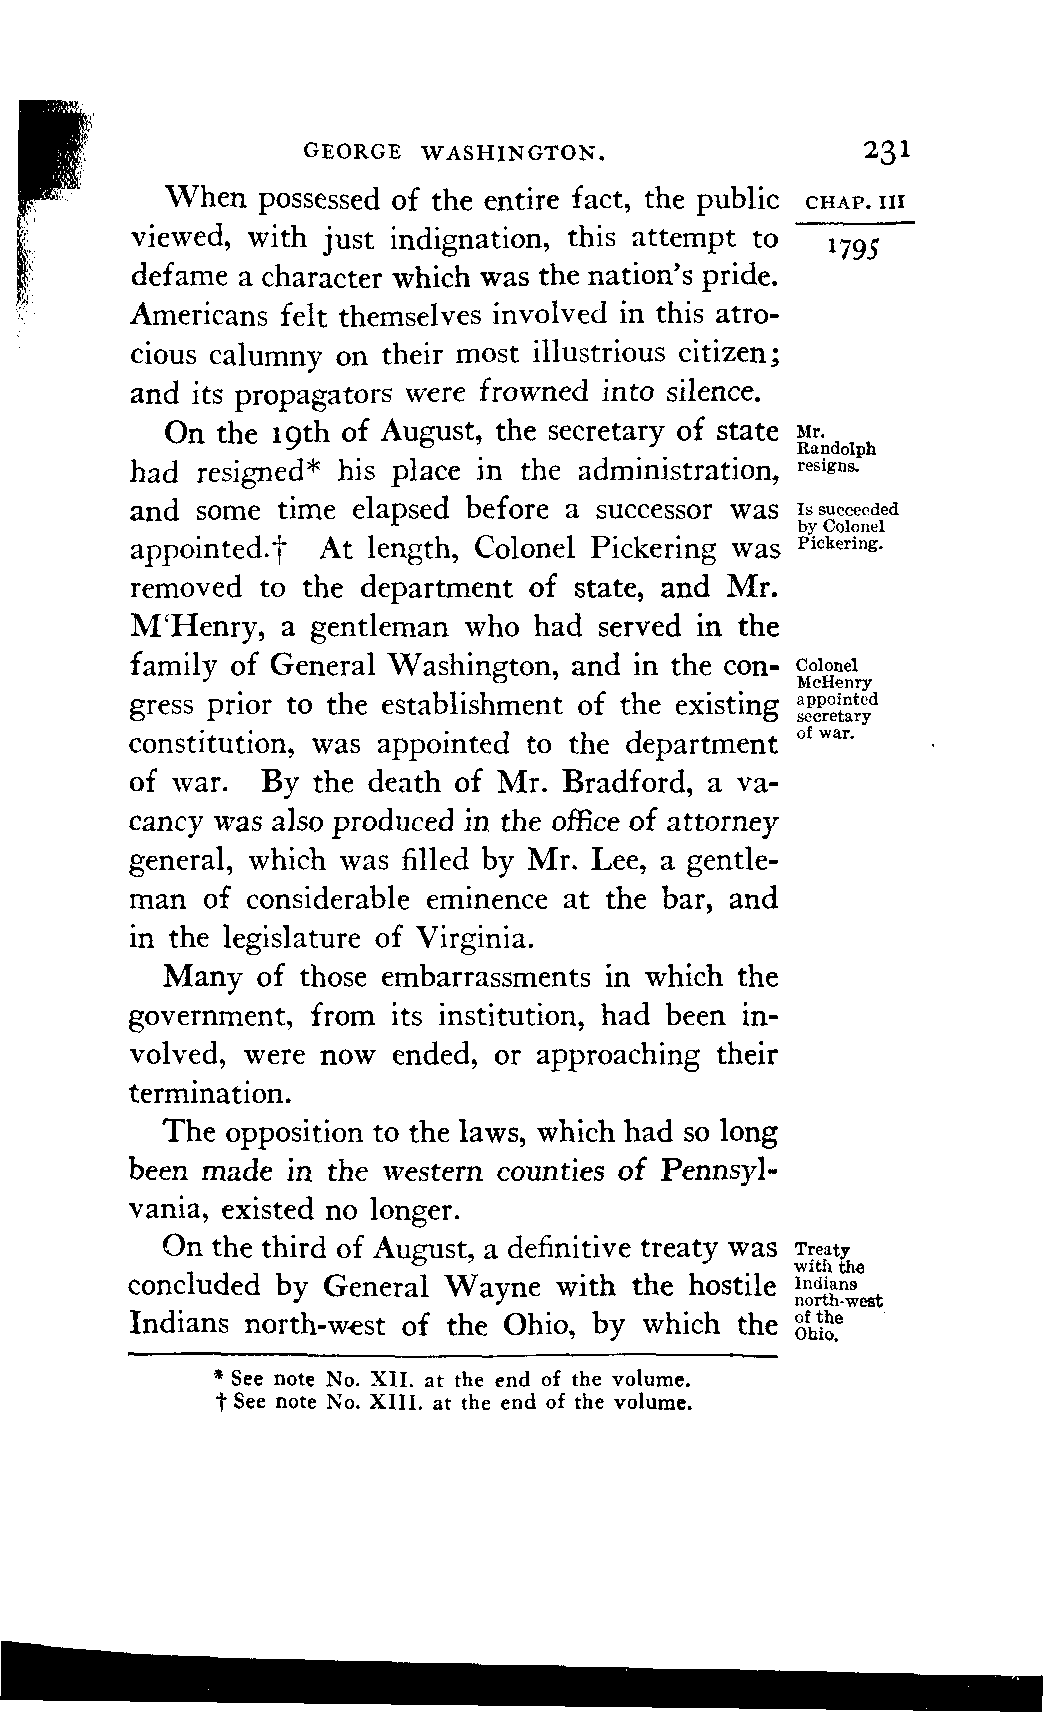 GEORGE WASHINGTON. 231
When possessed of the entire fact, the public
CHAP. III
viewed, with just indignation, this attempt to
1795
defame a character which was the nation's pride.
Americans felt themselves involved in this atro-
cious calumny on their most illustrious citizen;
and its propagators were frowned into silence.
On the 19th of August, the secretary of state
Mr.
Randolph
resigns.
had resigned* his place in the administration,
and some time elapsed before a successor was
Is succeeded
by Colonel
Pickering.
appointed.† At length, Colonel Pickering was
removed to the department of state, and Mr.
M‘Henry, a gentleman who had served in the
family of General Washington, and in the con-
Colonel
McHenry
appointed
secretary
of war.
gress prior to the establishment of the existing
constitution, was appointed to the department
of war. By the death of Mr. Bradford, a va-
cancy was also produced in the office of attorney
general, which was filled by Mr. Lee, a gentle-
man of considerable eminence at the bar, and
in the legislature of Virginia.
Many of those embarrassments in which the
government, from its institution, had been in-
volved, were now ended, or approaching their
termination.
The opposition to the laws, which had so long
been made in the western counties of Pennsyl-
vania, existed no longer.
On the third of August, a definitive treaty was
Treaty
with the
Indians
north-west
of the
Ohio.
concluded by General Wayne with the hostile
Indians north-west of the Ohio, by which the
* See note No. XII. at the end of the volume.
† See note No. XIII. at the end of the volume.